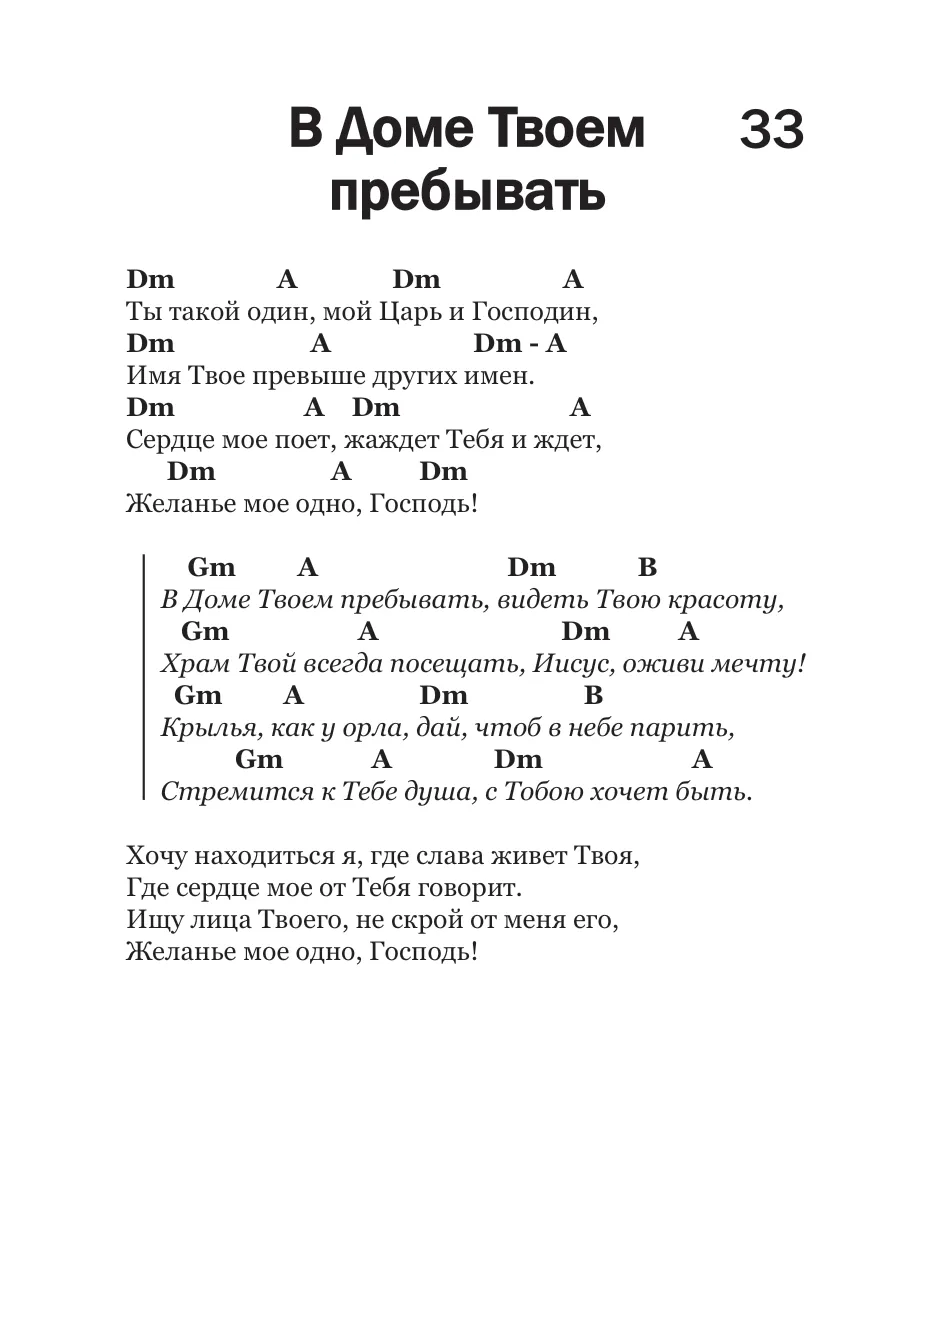 В Доме Твоем 33
пребывать
Dm A Dm A
Ты такой один, мой Царь и Господин,
Dm A Dm - A
Имя Твое превыше других имен.
Dm A Dm A
Сердце мое поет, жаждет Тебя и ждет,
Dm A Dm
Желанье мое одно, Господь!
Gm A Dm B
В Доме Твоем пребывать, видеть Твою красоту,
Gm A Dm A
Храм Твой всегда посещать, Иисус, оживи мечту!
Gm A Dm B
Крылья, как у орла, дай, чтоб в небе парить,
Gm A Dm A
Стремится к Тебе душа, с Тобою хочет быть.
Хочу находиться я, где слава живет Твоя,
Где сердце мое от Тебя говорит.
Ищу лица Твоего, не скрой от меня его,
Желанье мое одно, Господь!